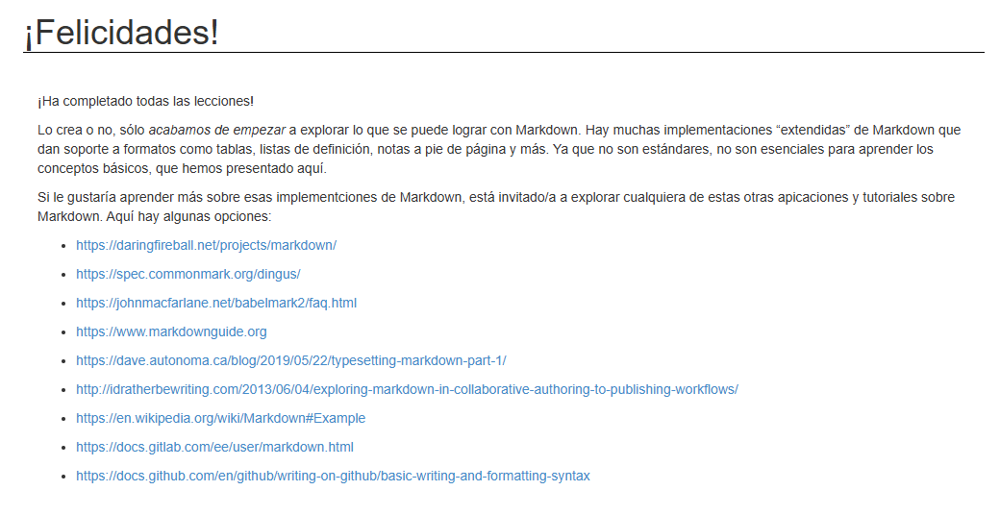 ¡Felicidades!
¡Ha completado todas las lecciones!
Lo crea o no, sólo acabamos de empezar a explorar lo que se puede lograr con Markdown. Hay muchas implementaciones “extendidas” de Markdown que
dan soporte a formatos como tablas, listas de definición, notas a pie de página y más. Ya que no son estándares, no son esenciales para aprender los
conceptos básicos, que hemos presentado aquí.
Si le gustaría aprender más sobre esas implementciones de Markdown, está invitado/a a explorar cualquiera de estas otras apicaciones y tutoriales sobre
Markdown. Aquí hay algunas opciones:
• https://daringfireball.net/projects/markdown/
• https://spec.commonmark.org/dingus/
• https://johnmacfarlane.net/babelmark2/faq.html
• https://www.markdownguide.org
• https://dave.autonoma.ca/blog/2019/05/22/typesetting-markdown-part-1/
• http://idratherbewriting.com/2013/06/04/exploring-markdown-in-collaborative-authoring-to-publishing-workflows/
• https://en.wikipedia.org/wiki/Markdown#Example
• https://docs.gitlab.com/ee/user/markdown.html
• https://docs.github.com/en/github/writing-on-github/basic-writing-and-formatting-syntax